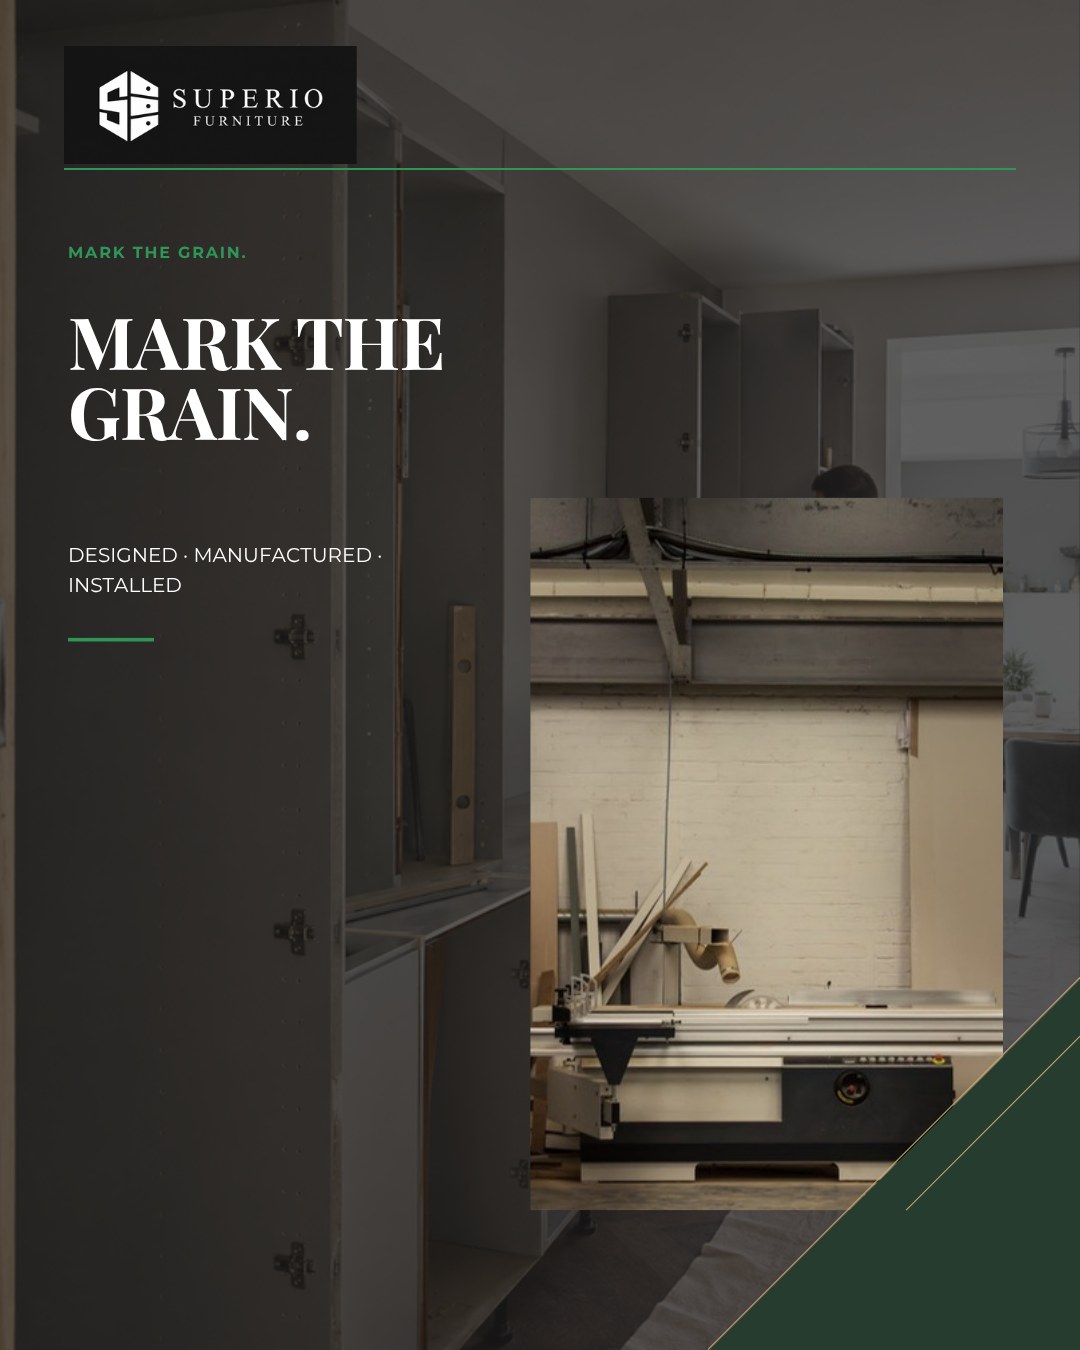 SUPERIO
FURNITURE
MARK THE GRAIN.
MARK THE
GRAIN.
DESIGNED · MANUFACTURED ·
INSTALLED